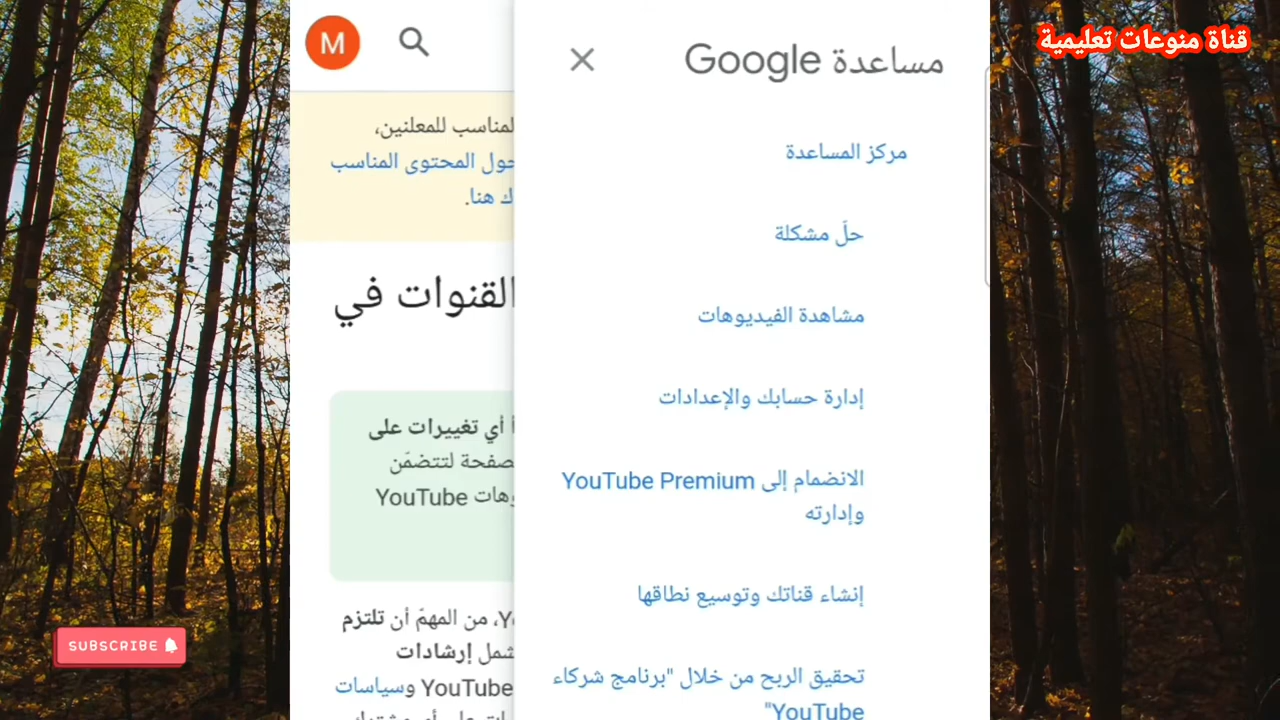 قناة منوعات تعليمية
M
مساعدة Google
مركز المساعدة
حلّ مشكلة
مشاهدة الفيديوهات
إدارة حسابك والإعدادات
الانضمام إلى YouTube Premium
وإدارته
إنشاء قناتك وتوسيع نطاقها
تحقيق الربح من خلال "برنامج شركاء
YouTube"
المناسب للمعلنين،
حول المحتوى المناسب
هنا.
القنوات في
أي تغييرات على
لتتضمّن
YouTube
، من المهمّ أن تلتزم
إرشادات
YouTube وسياسات
SUBSCRIBE